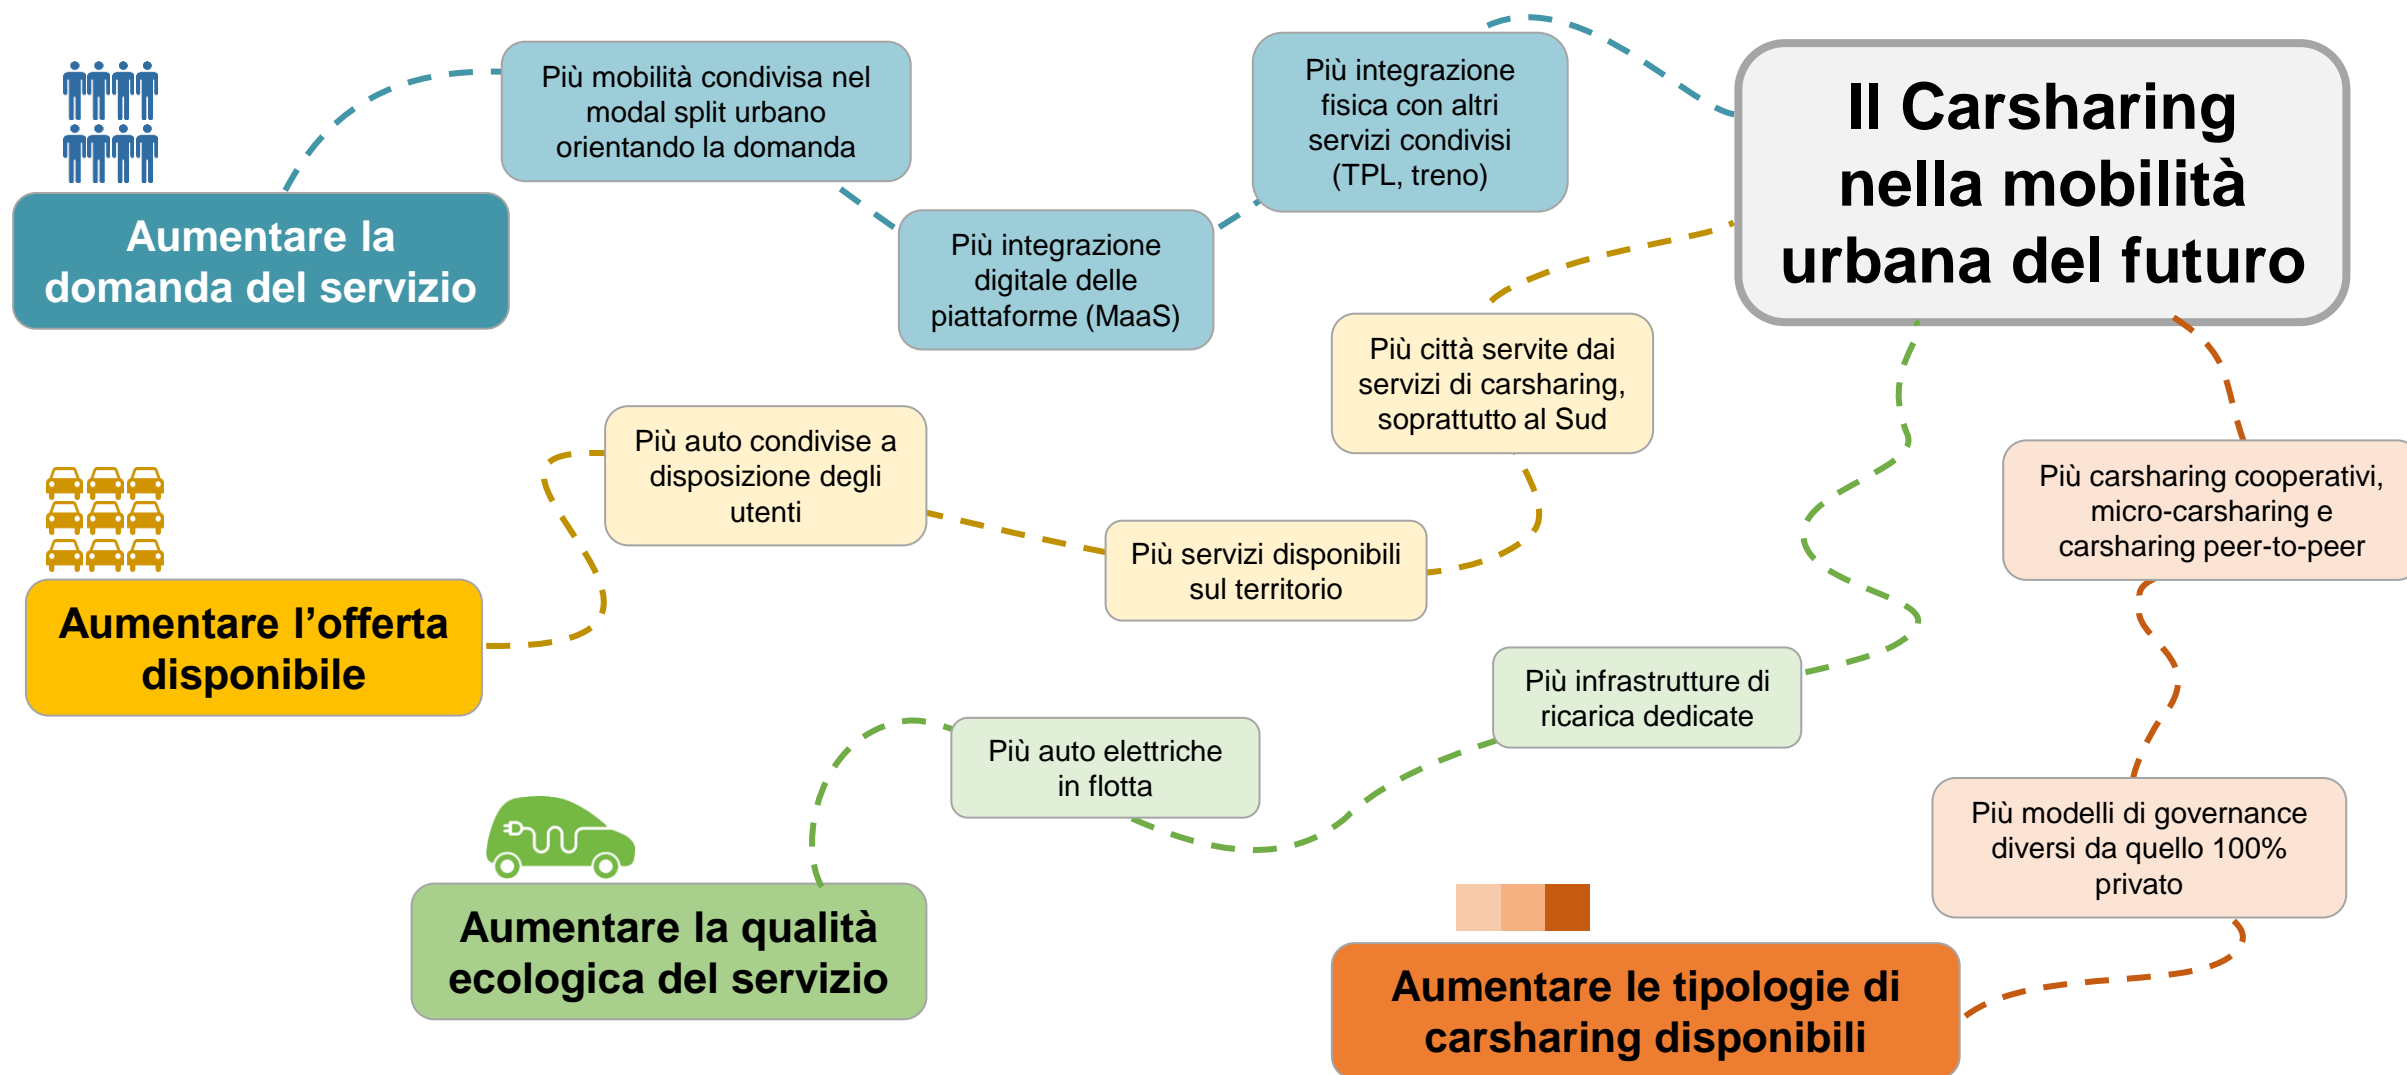 Il Carsharing
nella mobilità
urbana del futuro
Aumentare la
domanda del servizio
Più mobilità condivisa nel
modal split urbano
orientando la domanda
Più integrazione
digitale delle
piattaforme (MaaS)
Più integrazione
fisica con altri
servizi condivisi
(TPL, treno)
Aumentare l’offerta
disponibile
Più auto condivise a
disposizione degli
utenti
Più servizi disponibili
sul territorio
Più città servite dai
servizi di carsharing,
soprattutto al Sud
Aumentare la qualità
ecologica del servizio
Più auto elettriche
in flotta
Più infrastrutture di
ricarica dedicate
Aumentare le tipologie di
carsharing disponibili
Più modelli di governance
diversi da quello 100%
privato
Più carsharing cooperativi,
micro-carsharing e
carsharing peer-to-peer